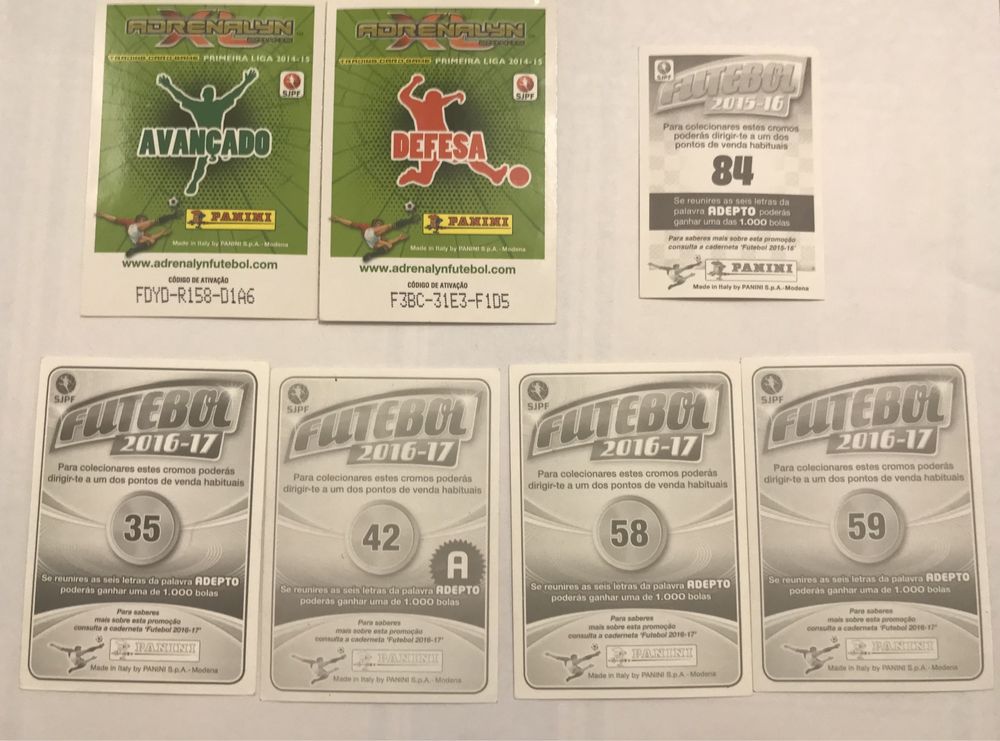 ADRENALYN
XL
2014-15
TRADING CARD GAME PRIMEIRA LIGA 2014-15
SJPF
AVANÇADO
PANINI
Made in Italy by PANINI S.p.A. - Modena
www.adrenalynfutebol.com
CÓDIGO DE ATIVAÇÃO
FDYD-R158-D1A6
ADRENALYN
XL
2014-15
TRADING CARD GAME PRIMEIRA LIGA 2014-15
SJPF
DEFESA
PANINI
Made in Italy by PANINI S.p.A. - Modena
www.adrenalynfutebol.com
CÓDIGO DE ATIVAÇÃO
F3BC-31E3-F1D5
SJPF
FUTEBOL
2015-16
Para colecionares estes cromos
poderás dirigir-te a um dos
pontos de venda habituais
84
Se reunires as seis letras da
palavra ADEPTO poderás
ganhar uma das 1.000 bolas
Para saberes mais sobre esta promoção
consulta a caderneta 'Futebol 2015-16'
PANINI
Made in Italy by PANINI S.p.A.-Modena
SJPF
FUTEBOL
2016-17
Para colecionares estes cromos poderás
dirigir-te a um dos pontos de venda habituais
35
Se reunires as seis letras da palavra ADEPTO
poderás ganhar uma de 1.000 bolas
Para saberes
mais sobre esta promoção
consulta a caderneta 'Futebol 2016-17'
PANINI
Made in Italy by PANINI S.p.A. - Modena
SJPF
FUTEBOL
2016-17
Para colecionares estes cromos poderás
dirigir-te a um dos pontos de venda habituais
42
A
Se reunires as seis letras da palavra ADEPTO
poderás ganhar uma de 1.000 bolas
Para saberes
mais sobre esta promoção
consulta a caderneta 'Futebol 2016-17'
PANINI
Made in Italy by PANINI S.p.A. - Modena
SJPF
FUTEBOL
2016-17
Para colecionares estes cromos poderás
dirigir-te a um dos pontos de venda habituais
58
Se reunires as seis letras da palavra ADEPTO
poderás ganhar uma de 1.000 bolas
Para saberes
mais sobre esta promoção
consulta a caderneta 'Futebol 2016-17'
PANINI
Made in Italy by PANINI S.p.A. - Modena
SJPF
FUTEBOL
2016-17
Para colecionares estes cromos poderás
dirigir-te a um dos pontos de venda habituais
59
Se reunires as seis letras da palavra ADEPTO
poderás ganhar uma de 1.000 bolas
Para saberes
mais sobre esta promoção
consulta a caderneta 'Futebol 2016-17'
PANINI
Made in Italy by PANINI S.p.A. - Modena